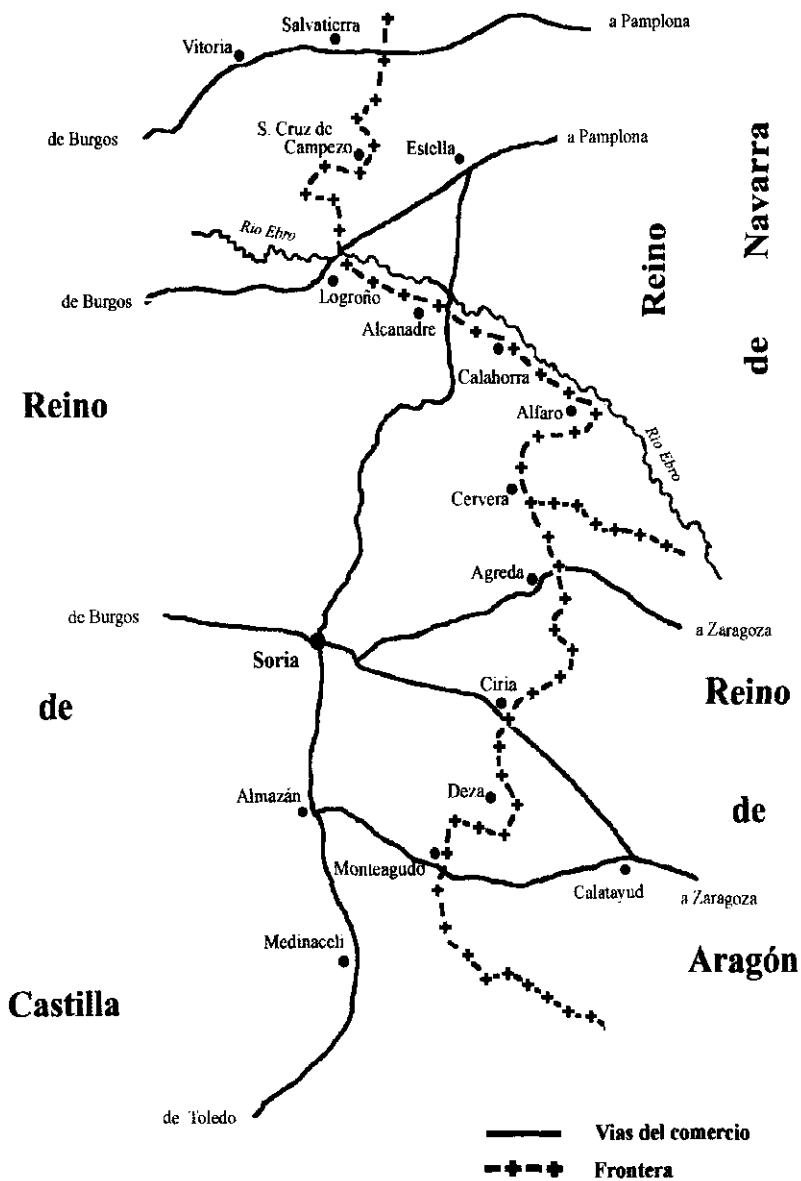 a Pamplona
Salvatierra
Vitoria
de Burgos
S. Cruz de
Campezo
Estella
a Pamplona
Reino
de Navarra
Rio Ebro
de Burgos
Logroño
Alcanadre
Calahorra
Reino
Alfaro
Rio Ebro
Cervera
Agreda
de Burgos
a Zaragoza
Soria
Ciria
Reino
de
Deza
Almazán
de
Monteagudo
Calatayud
a Zaragoza
Medinaceli
Aragón
Castilla
de Toledo
Vias del comercio
Frontera